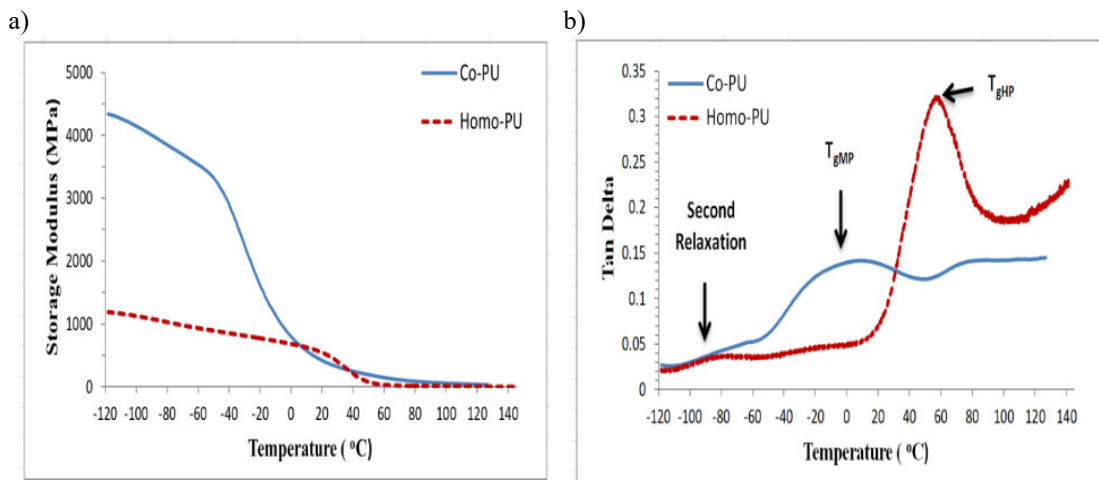 a)
5000
4000
3000
2000
1000
0
-120 -100 -80 -60 -40 -20 0 20 40 60 80 100 120 140
Storage Modulus (MPa)
Temperature ( ºC)
Co-PU
Homo-PU
b)
0.35
0.3
0.25
0.2
0.15
0.1
0.05
0
-120 -100 -80 -60 -40 -20 0 20 40 60 80 100 120 140
Tan Delta
Temperature ( ºC)
Co-PU
Homo-PU
TgHP
TgMP
Second
Relaxation